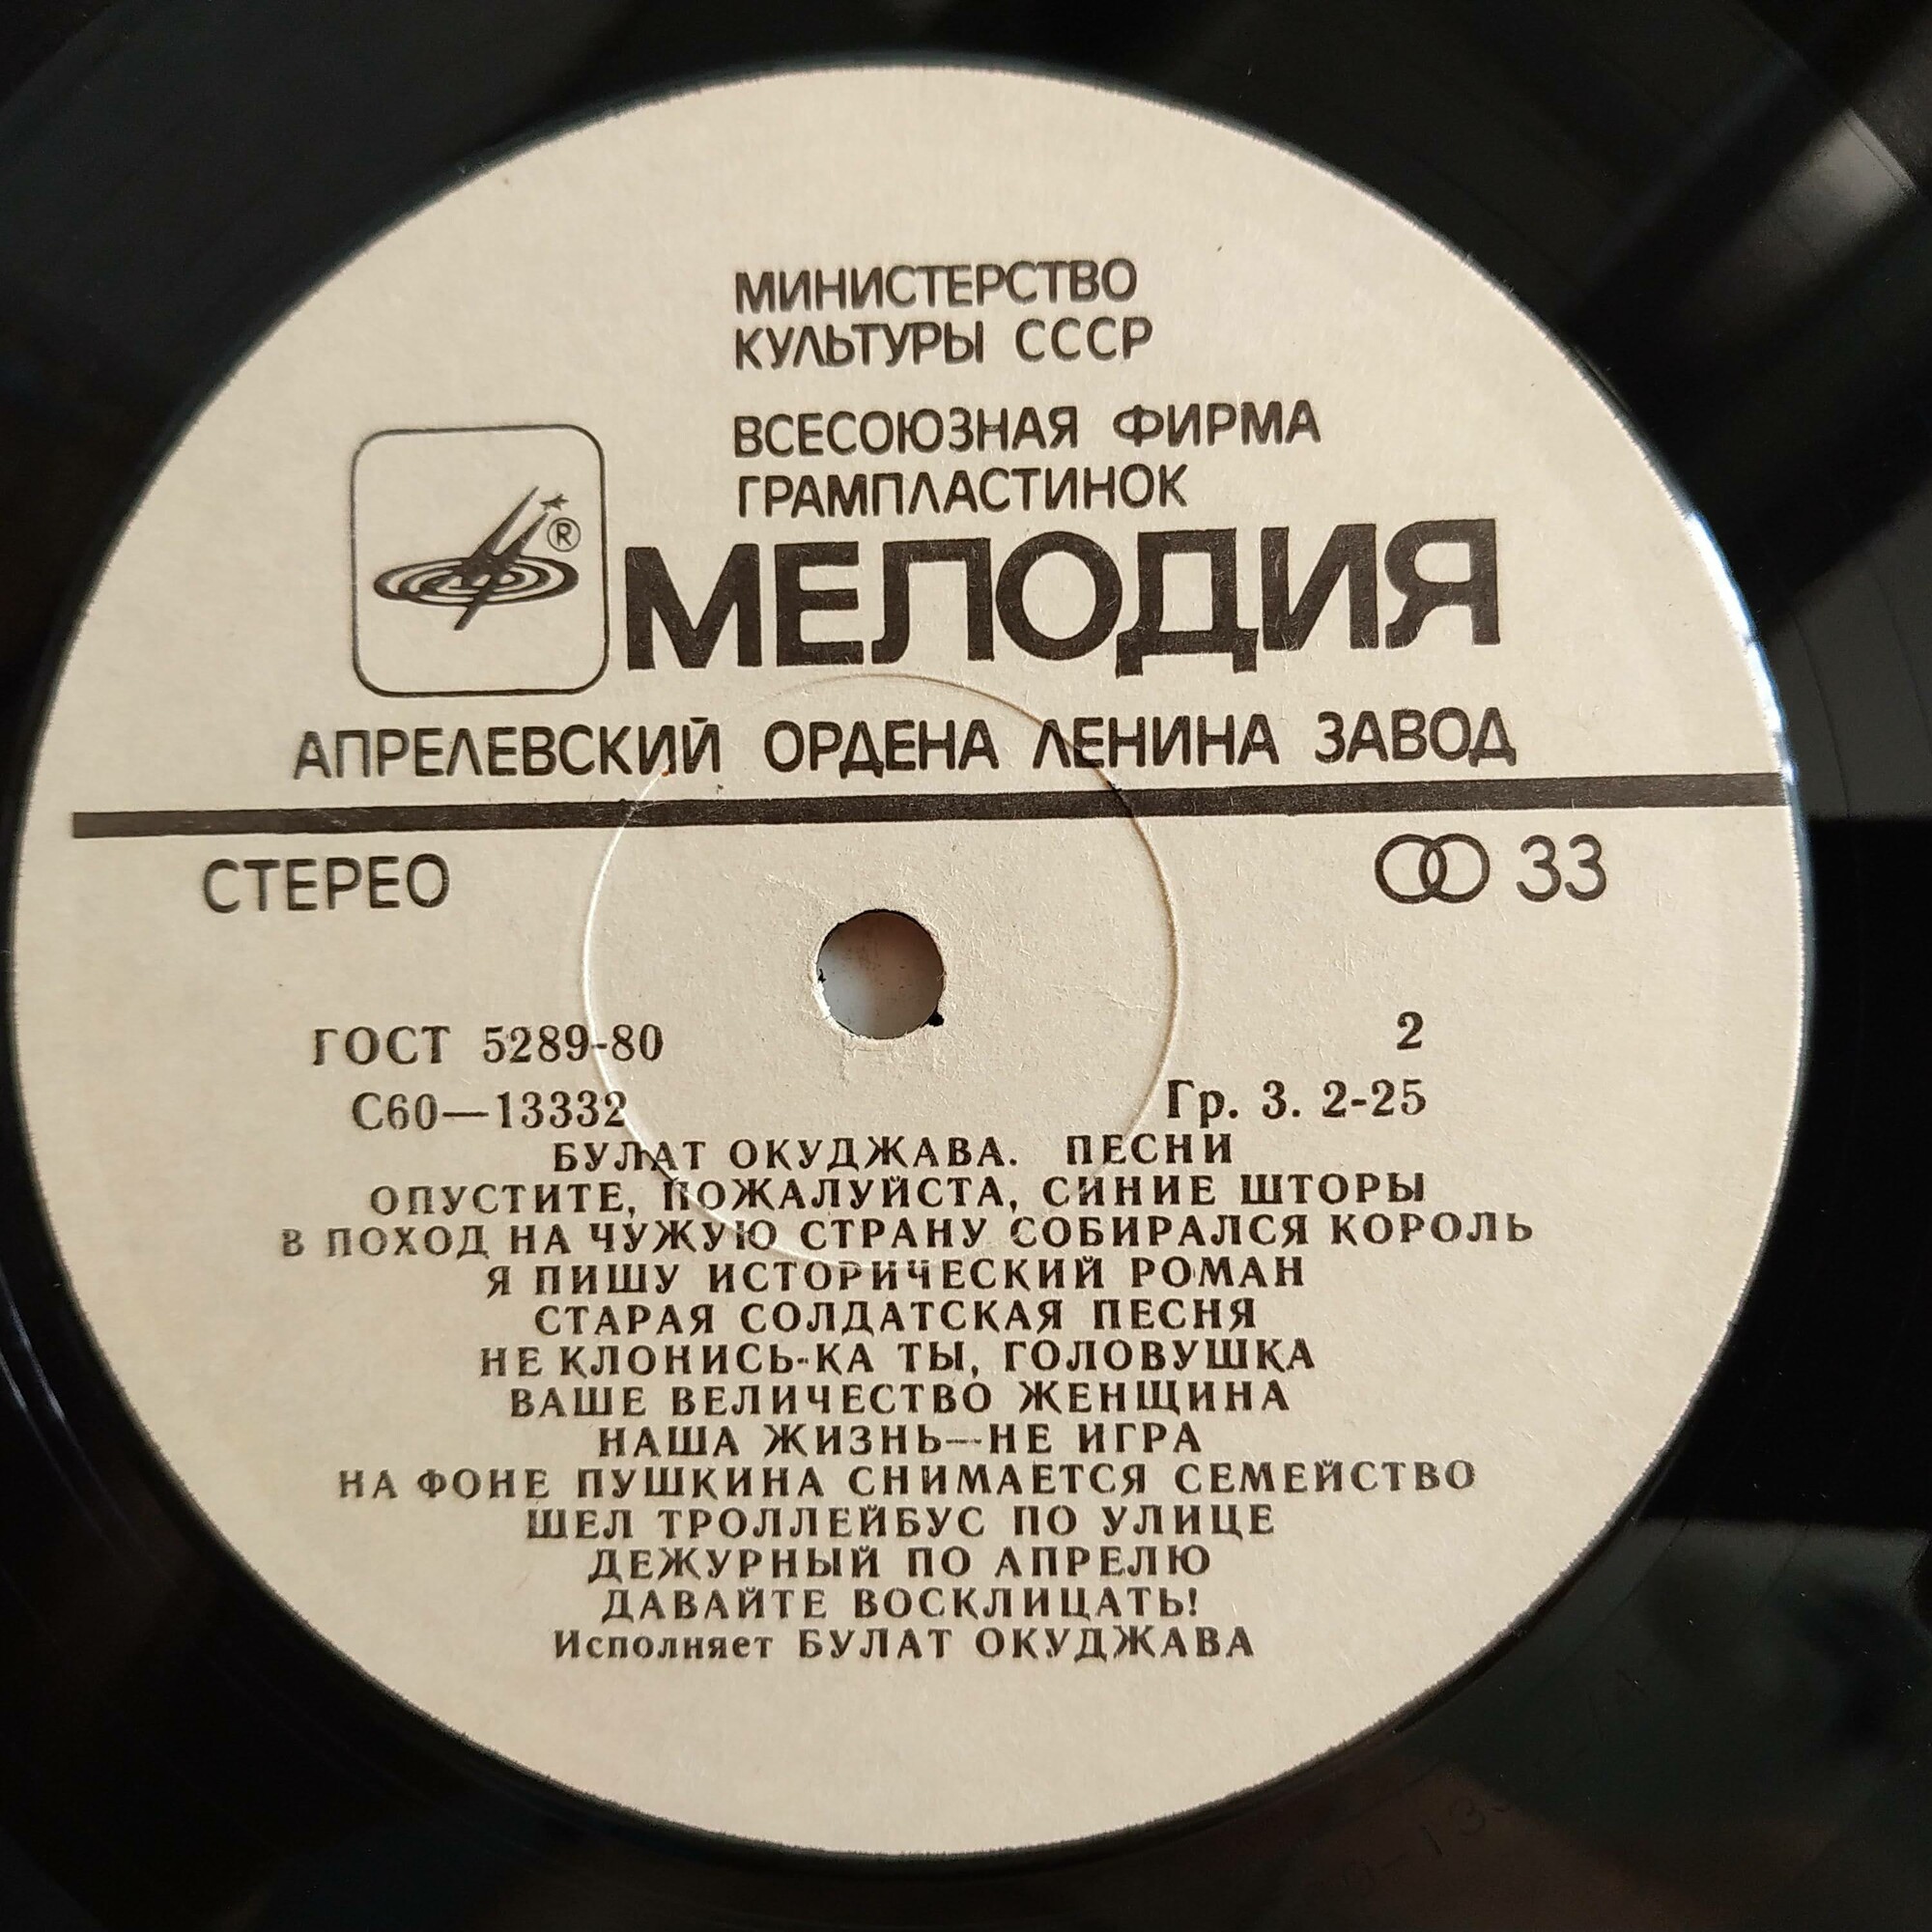 МИНИСТЕРСТВО
КУЛЬТУРЫ СССР
ВСЕСОЮЗНАЯ ФИРМА
ГРАМПЛАСТИНОК
®
МЕЛОДИЯ
АПРЕЛЕВСКИЙ ОРДЕНА ЛЕНИНА ЗАВОД
СТЕРЕО 33
ГОСТ 5289-80 2
С60—13332 Гр. 3. 2-25
БУЛАТ ОКУДЖАВА. ПЕСНИ
ОПУСТИТЕ, ПОЖАЛУЙСТА, СИНИЕ ШТОРЫ
В ПОХОД НА ЧУЖУЮ СТРАНУ СОБИРАЛСЯ КОРОЛЬ
Я ПИШУ ИСТОРИЧЕСКИЙ РОМАН
СТАРАЯ СОЛДАТСКАЯ ПЕСНЯ
НЕ КЛОНИСЬ-КА ТЫ, ГОЛОВУШКА
ВАШЕ ВЕЛИЧЕСТВО ЖЕНЩИНА
НАША ЖИЗНЬ—НЕ ИГРА
НА ФОНЕ ПУШКИНА СНИМАЕТСЯ СЕМЕЙСТВО
ШЕЛ ТРОЛЛЕЙБУС ПО УЛИЦЕ
ДЕЖУРНЫЙ ПО АПРЕЛЮ
ДАВАЙТЕ ВОСКЛИЦАТЬ!
Исполняет БУЛАТ ОКУДЖАВА